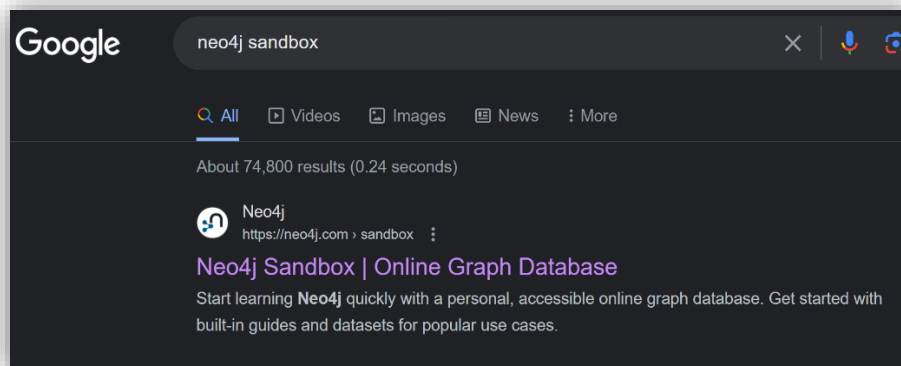 Google
neo4j sandbox
All Videos Images News More
About 74,800 results (0.24 seconds)
Neo4j
https://neo4j.com › sandbox
Neo4j Sandbox | Online Graph Database
Start learning Neo4j quickly with a personal, accessible online graph database. Get started with
built-in guides and datasets for popular use cases.